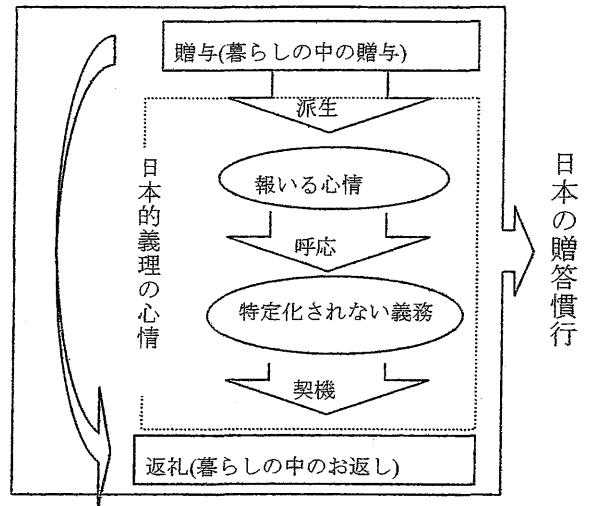 贈与(暮らしの中の贈与)
派生
日本的義理の心情
報いる心情
呼応
特定化されない義務
契機
返礼(暮らしの中のお返し)
日本の贈答慣行